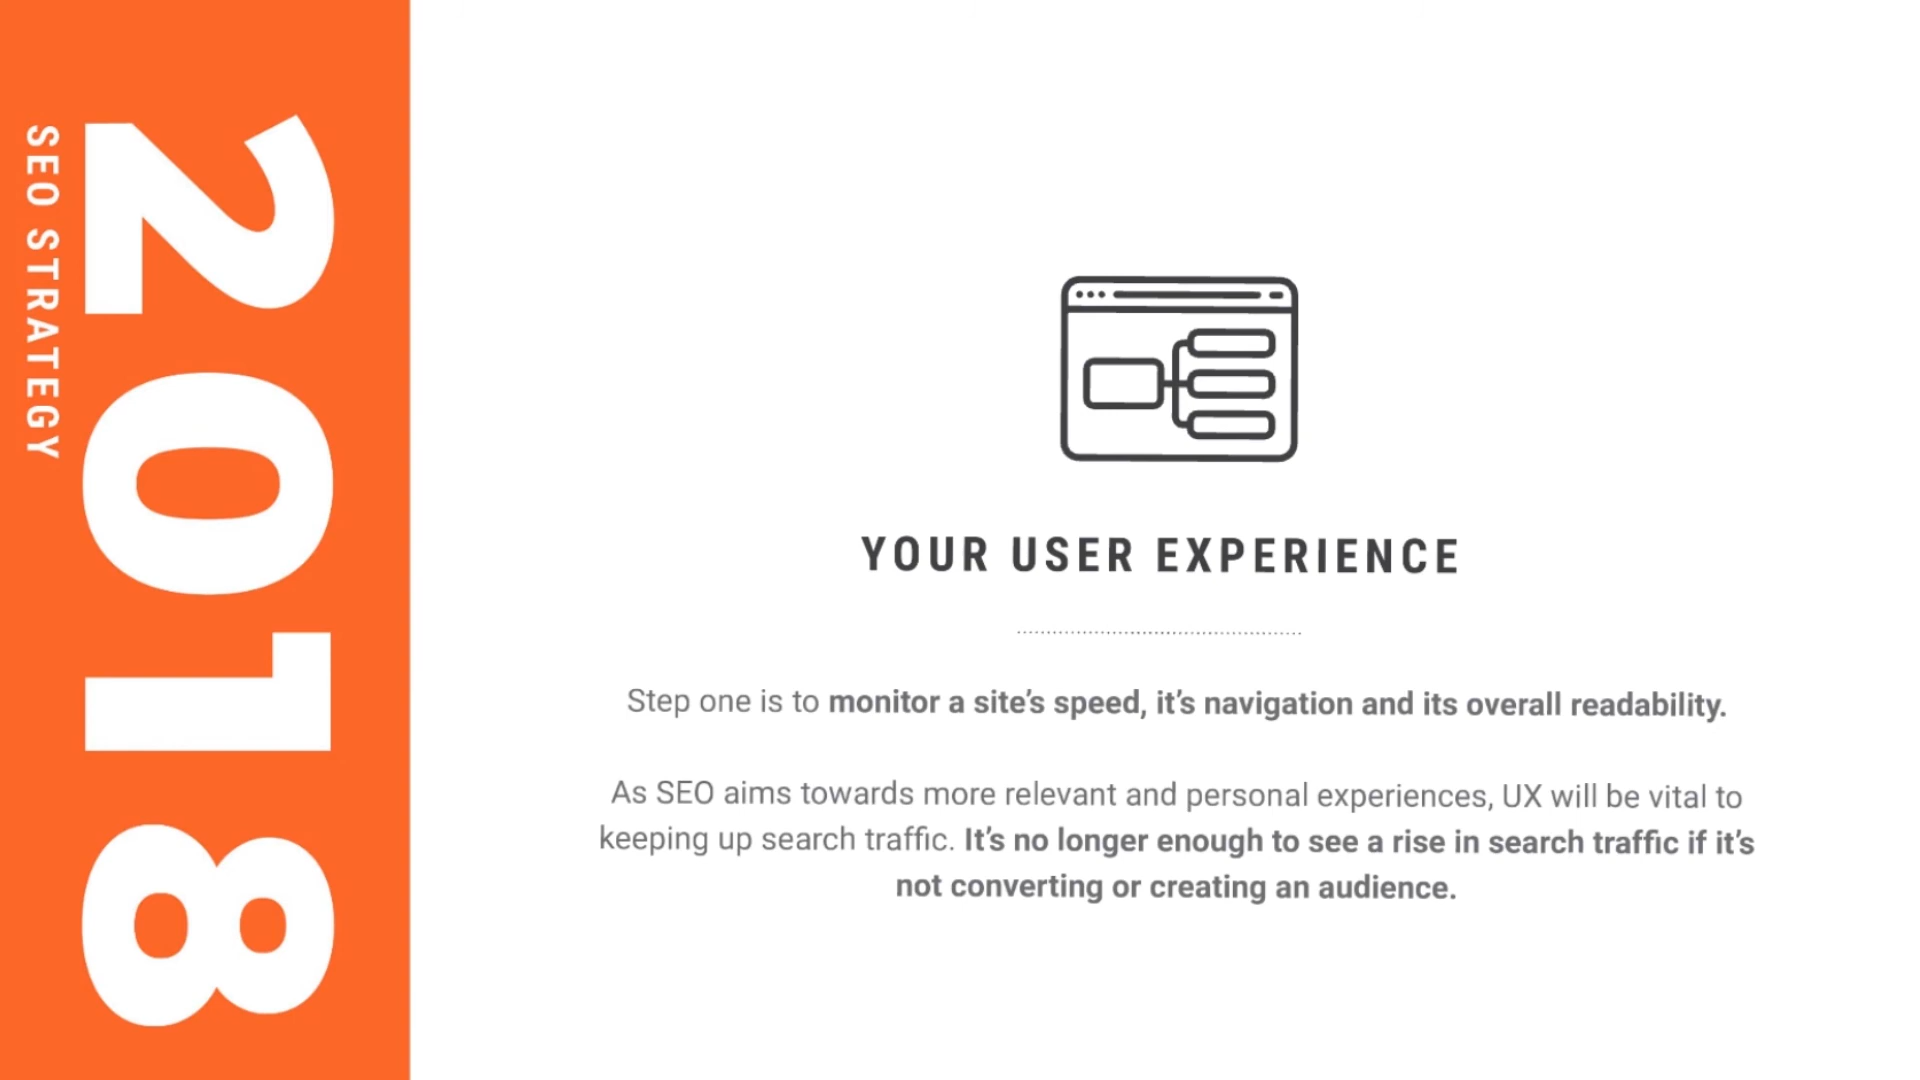 SEO STRATEGY
2018
YOUR USER EXPERIENCE
Step one is to monitor a site's speed, it's navigation and its overall readability.
As SEO aims towards more relevant and personal experiences, UX will be vital to
keeping up search traffic. It's no longer enough to see a rise in search traffic if it's
not converting or creating an audience.